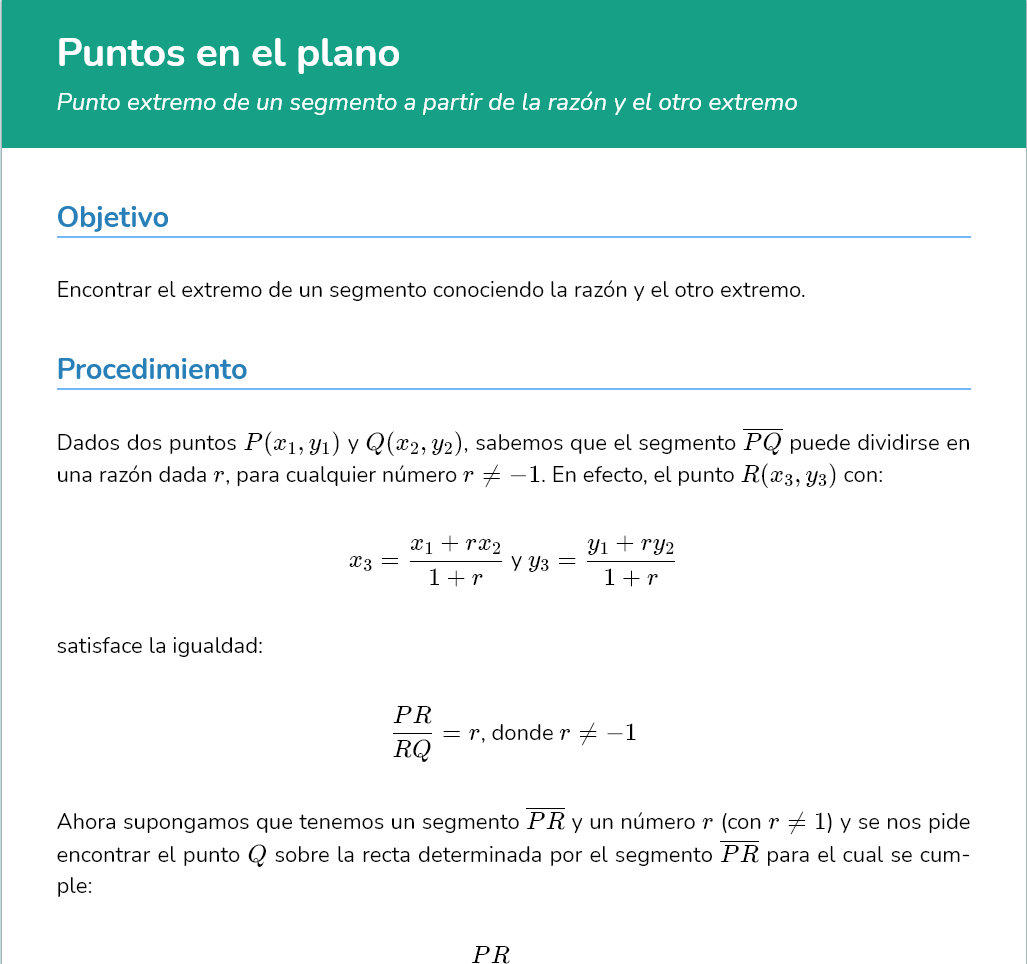 Puntos en el plano
Punto extremo de un segmento a partir de la razón y el otro extremo
Objetivo
Encontrar el extremo de un segmento conociendo la razón y el otro extremo.
Procedimiento
Dados dos puntos $P(x_1, y_1)$ y $Q(x_2, y_2)$, sabemos que el segmento $\overline{PQ}$ puede dividirse en
una razón dada $r$, para cualquier número $r \neq -1$. En efecto, el punto $R(x_3, y_3)$ con:
$x_3 = \frac{x_1 + rx_2}{1 + r}$ y $y_3 = \frac{y_1 + ry_2}{1 + r}$
satisface la igualdad:
$\frac{PR}{RQ} = r$, donde $r \neq -1$
Ahora supongamos que tenemos un segmento $\overline{PR}$ y un número $r$ (con $r \neq 1$) y se nos pide
encontrar el punto $Q$ sobre la recta determinada por el segmento $\overline{PR}$ para el cual se cum-
ple:
$PR$